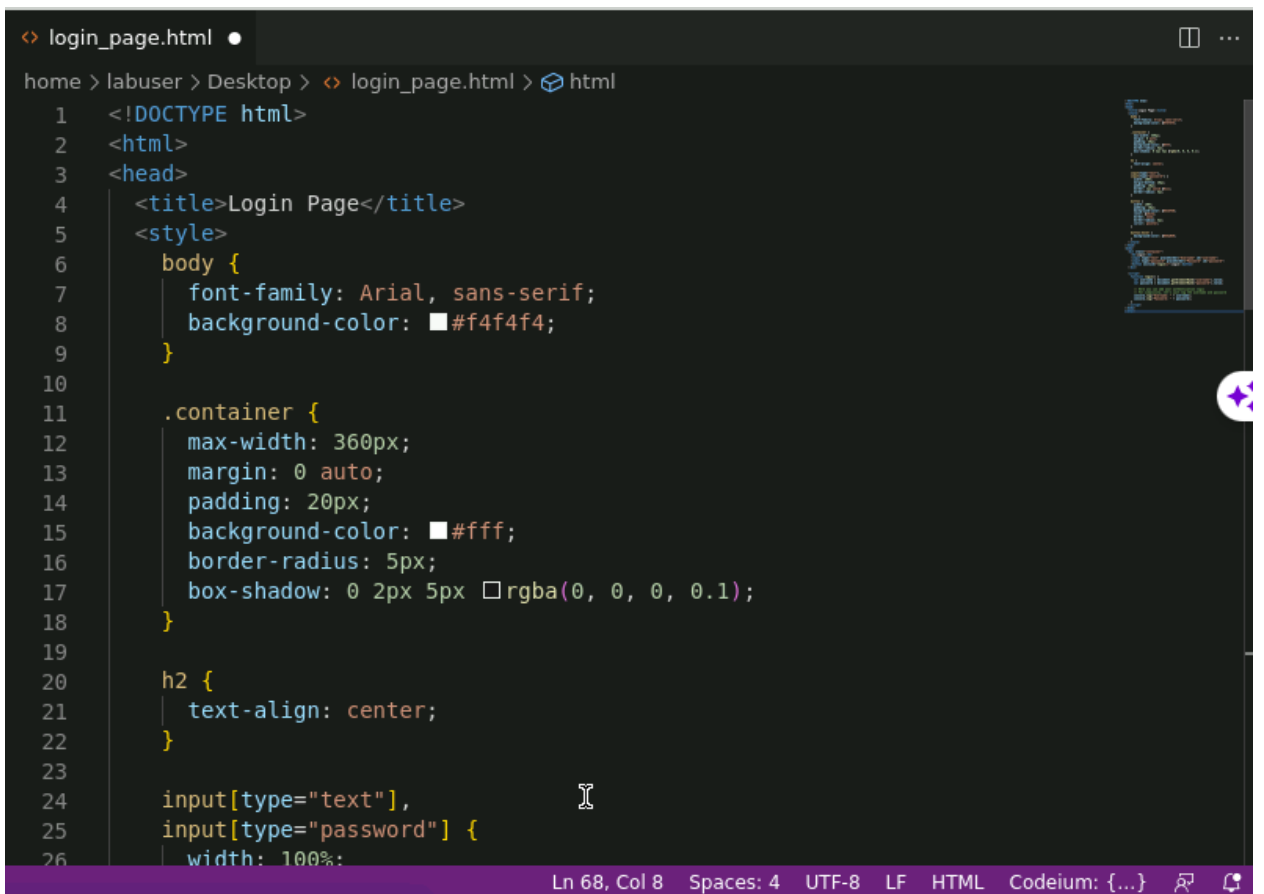 login_page.html
home > labuser > Desktop > login_page.html > html
1 <!DOCTYPE html>
2 <html>
3 <head>
4 <title>Login Page</title>
5 <style>
6 body {
7 font-family: Arial, sans-serif;
8 background-color: #f4f4f4;
9 }
10
11 .container {
12 max-width: 360px;
13 margin: 0 auto;
14 padding: 20px;
15 background-color: #fff;
16 border-radius: 5px;
17 box-shadow: 0 2px 5px rgba(0, 0, 0, 0.1);
18 }
19
20 h2 {
21 text-align: center;
22 }
23
24 input[type="text"],
25 input[type="password"] {
26 width: 100%;
Ln 68, Col 8 Spaces: 4 UTF-8 LF HTML Codeium: {...}